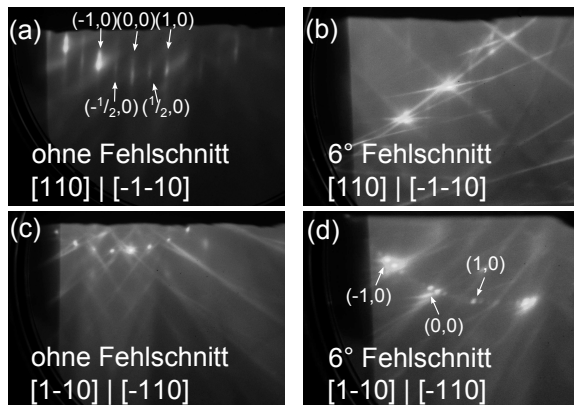 (a)
(-1,0)(0,0)(1,0)
(-¹/₂,0) (¹/₂,0)
ohne Fehlschnitt
[110] | [-1-10]
(b)
6° Fehlschnitt
[110] | [-1-10]
(c)
ohne Fehlschnitt
[1-10] | [-110]
(d)
(1,0)
(-1,0)
(0,0)
6° Fehlschnitt
[1-10] | [-110]